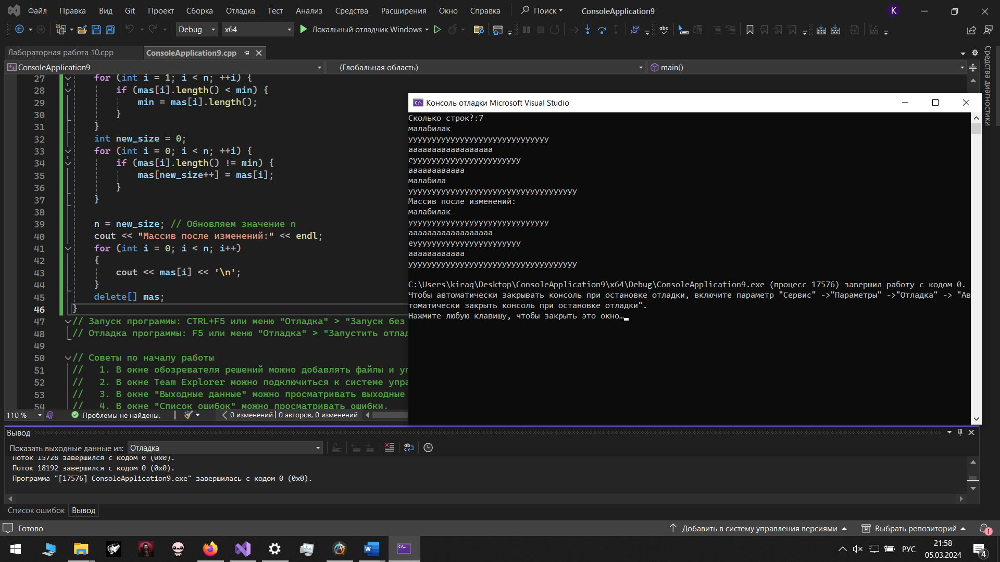 Файл Правка Вид Git Проект Сборка Отладка Тест Анализ Средства Расширения Окно Справка Поиск ConsoleApplication9 K
Debug x64 Локальный отладчик Windows
Лабораторная работа 10.cpp ConsoleApplication9.cpp
ConsoleApplication9 (Глобальная область) main()
Средства диагностики
27 for (int i = 1; i < n; ++i) {
28 if (mas[i].length() < min) {
29 min = mas[i].length();
30 }
31 }
32 int new_size = 0;
33 for (int i = 0; i < n; ++i) {
34 if (mas[i].length() != min) {
35 mas[new_size++] = mas[i];
36 }
37 }
38
39 n = new_size; // Обновляем значение n
40 cout << "Массив после изменений:" << endl;
41 for (int i = 0; i < n; i++)
42 {
43 cout << mas[i] << '\n';
44 }
45 delete[] mas;
46 }
47 // Запуск программы: CTRL+F5 или меню "Отладка" > "Запуск без
48 // Отладка программы: F5 или меню "Отладка" > "Запустить отлад
49
50 // Советы по началу работы
51 // 1. В окне обозревателя решений можно добавлять файлы и уп
52 // 2. В окне Team Explorer можно подключиться к системе упра
53 // 3. В окне "Выходные данные" можно просматривать выходные
54 // 4. В окне "Список ошибок" можно просматривать ошибки.
110 % Проблемы не найдены. 0 изменений | 0 авторов, 0 изменений
Консоль отладки Microsoft Visual Studio
Сколько строк?:7
малабилак
уууууууууууууууууууууууууууууу
аааааааааааааааааа
еууууууууууууууууууууууу
аааааааааааа
малабила
уууууууууууууууууууууууууууууууууууу
Массив после изменений:
малабилак
уууууууууууууууууууууууууууууу
аааааааааааааааааа
еууууууууууууууууууууууу
аааааааааааа
уууууууууууууууууууууууууууууууууууу
C:\Users\kiraq\Desktop\ConsoleApplication9\x64\Debug\ConsoleApplication9.exe (процесс 17576) завершил работу с кодом 0.
Чтобы автоматически закрывать консоль при остановке отладки, включите параметр "Сервис" ->"Параметры" ->"Отладка" -> "Ав
томатически закрыть консоль при остановке отладки".
Нажмите любую клавишу, чтобы закрыть это окно…
Вывод
Показать выходные данные из: Отладка
Поток 15728 завершился с кодом 0 (0x0).
Поток 18192 завершился с кодом 0 (0x0).
Программа "[17576] ConsoleApplication9.exe" завершилась с кодом 0 (0x0).
Список ошибок Вывод
Готово Добавить в систему управления версиями Выбрать репозиторий 1
РУС 21:58
05.03.2024 4